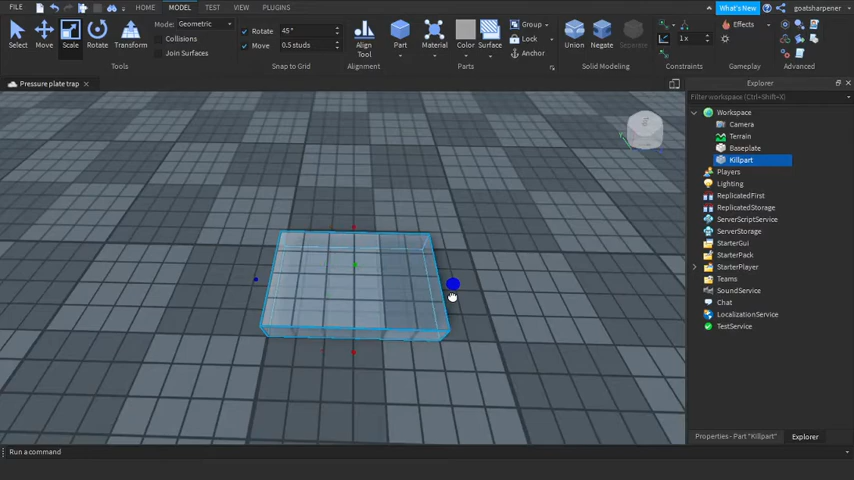 FILE HOME MODEL TEST VIEW PLUGINS What's New goatsharpener
Select Move Scale Rotate Transform
Mode: Geometric
Collisions
Join Surfaces
Tools
Rotate 45°
Move 0.5 studs
Snap to Grid
Align Tool
Alignment
Part Material Color Surface
Group
Lock
Anchor
Parts
Union Negate Separate
Solid Modeling
1x
Constraints
Effects
Gameplay
Advanced
Pressure plate trap
Explorer
Filter workspace (Ctrl+Shift+X)
Workspace
Camera
Terrain
Baseplate
Killpart
Players
Lighting
ReplicatedFirst
ReplicatedStorage
ServerScriptService
ServerStorage
StarterGui
StarterPack
StarterPlayer
Teams
SoundService
Chat
LocalizationService
TestService
Properties - Part "Killpart" Explorer
Run a command